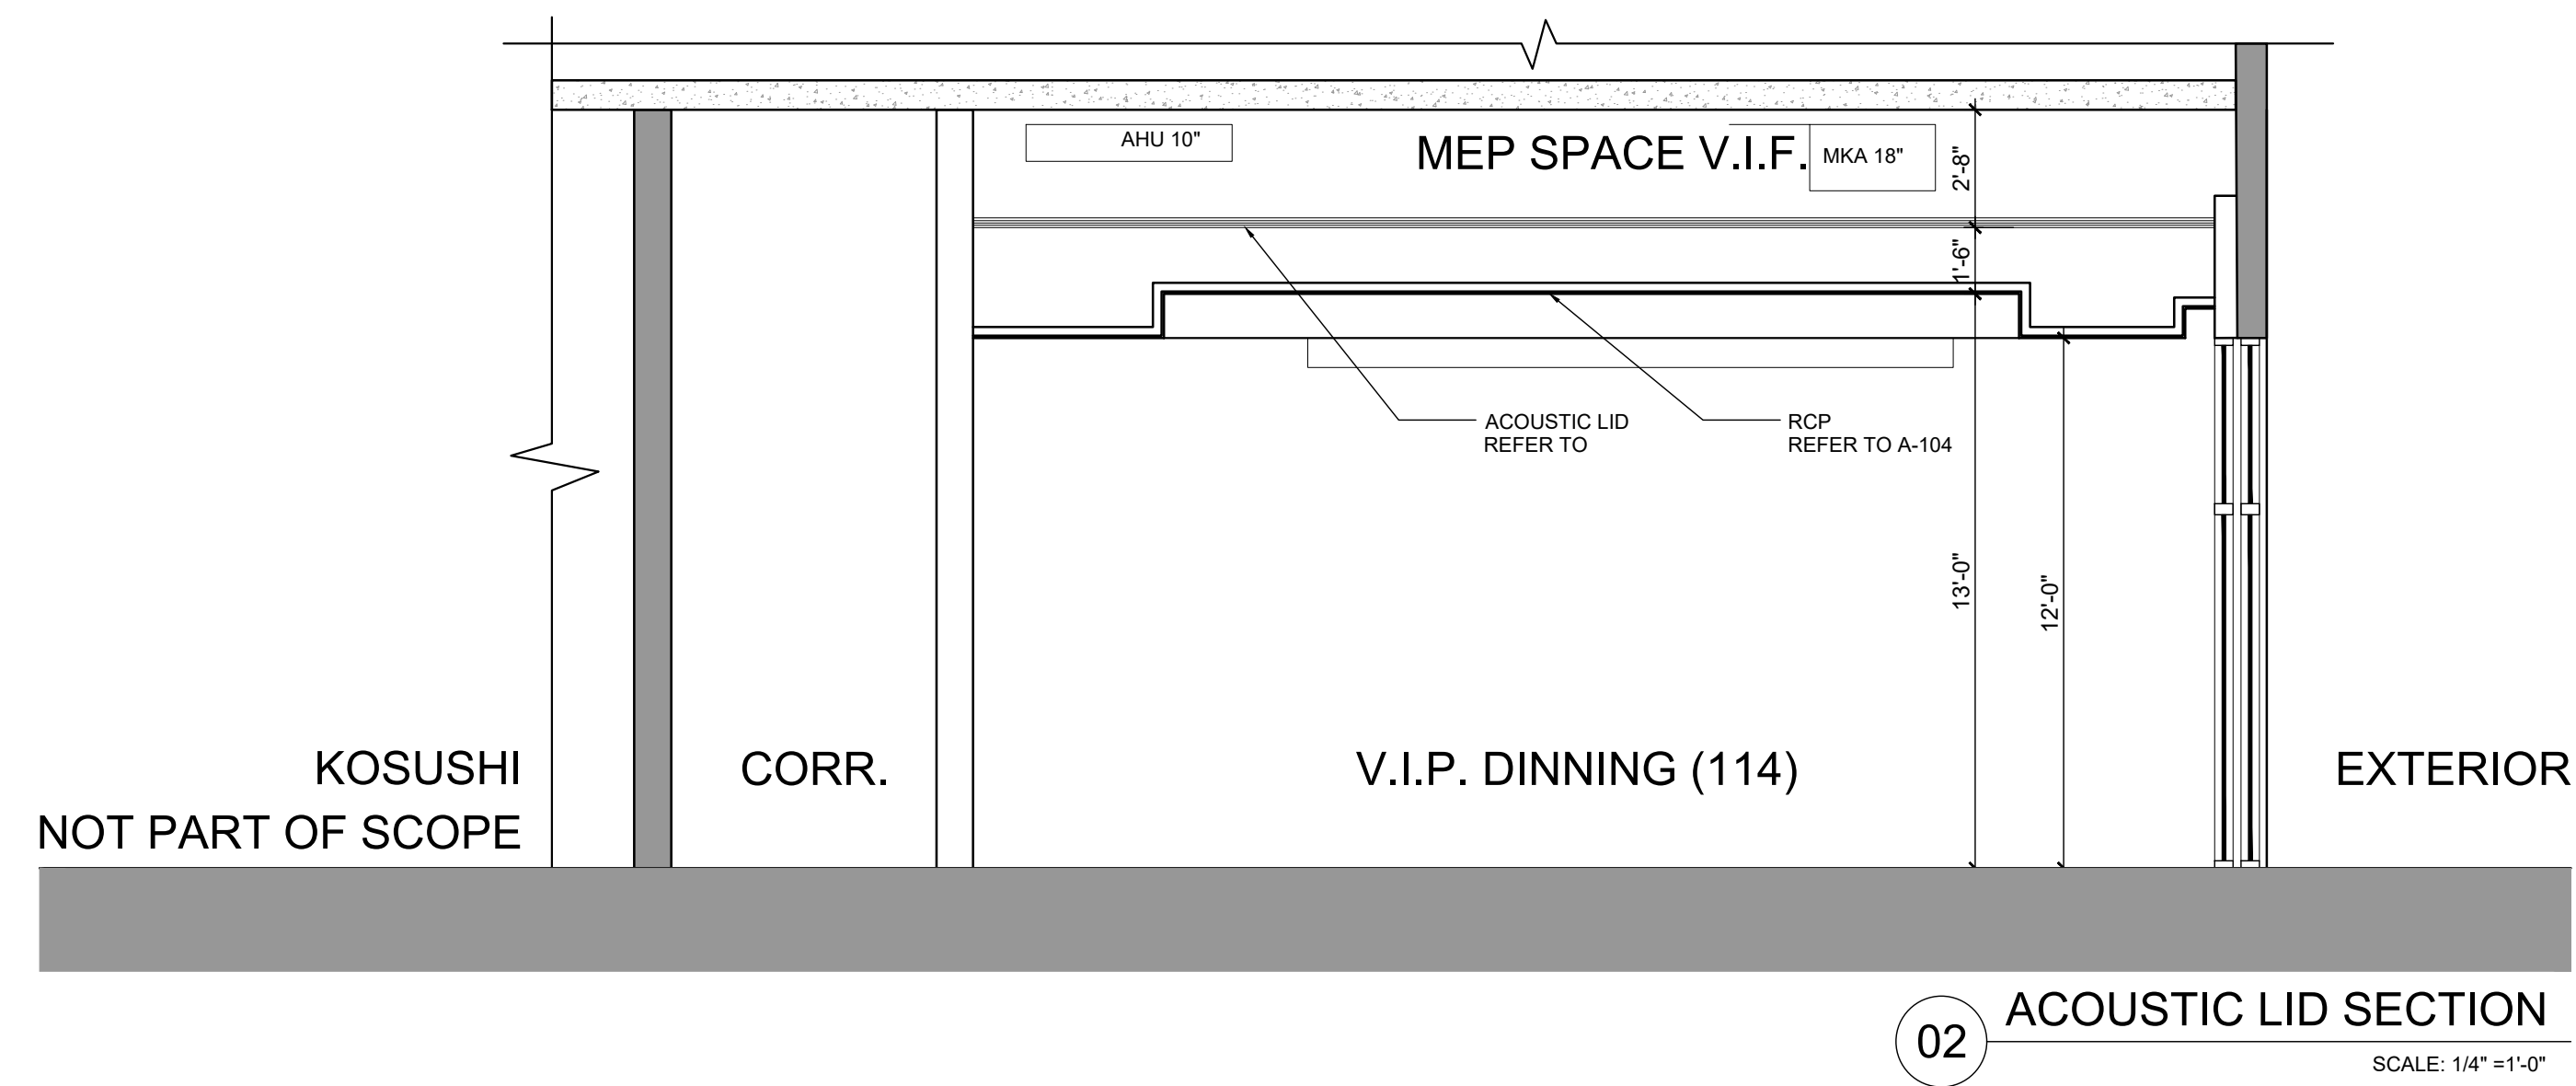 AHU 10"
MEP SPACE V.I.F.
MKA 18"
2'-8"
1'-6"
ACOUSTIC LID
REFER TO
RCP
REFER TO A-104
13'-0"
12'-0"
KOSUSHI
NOT PART OF SCOPE
CORR.
V.I.P. DINNING (114)
EXTERIOR
02
ACOUSTIC LID SECTION
SCALE: 1/4" =1'-0"